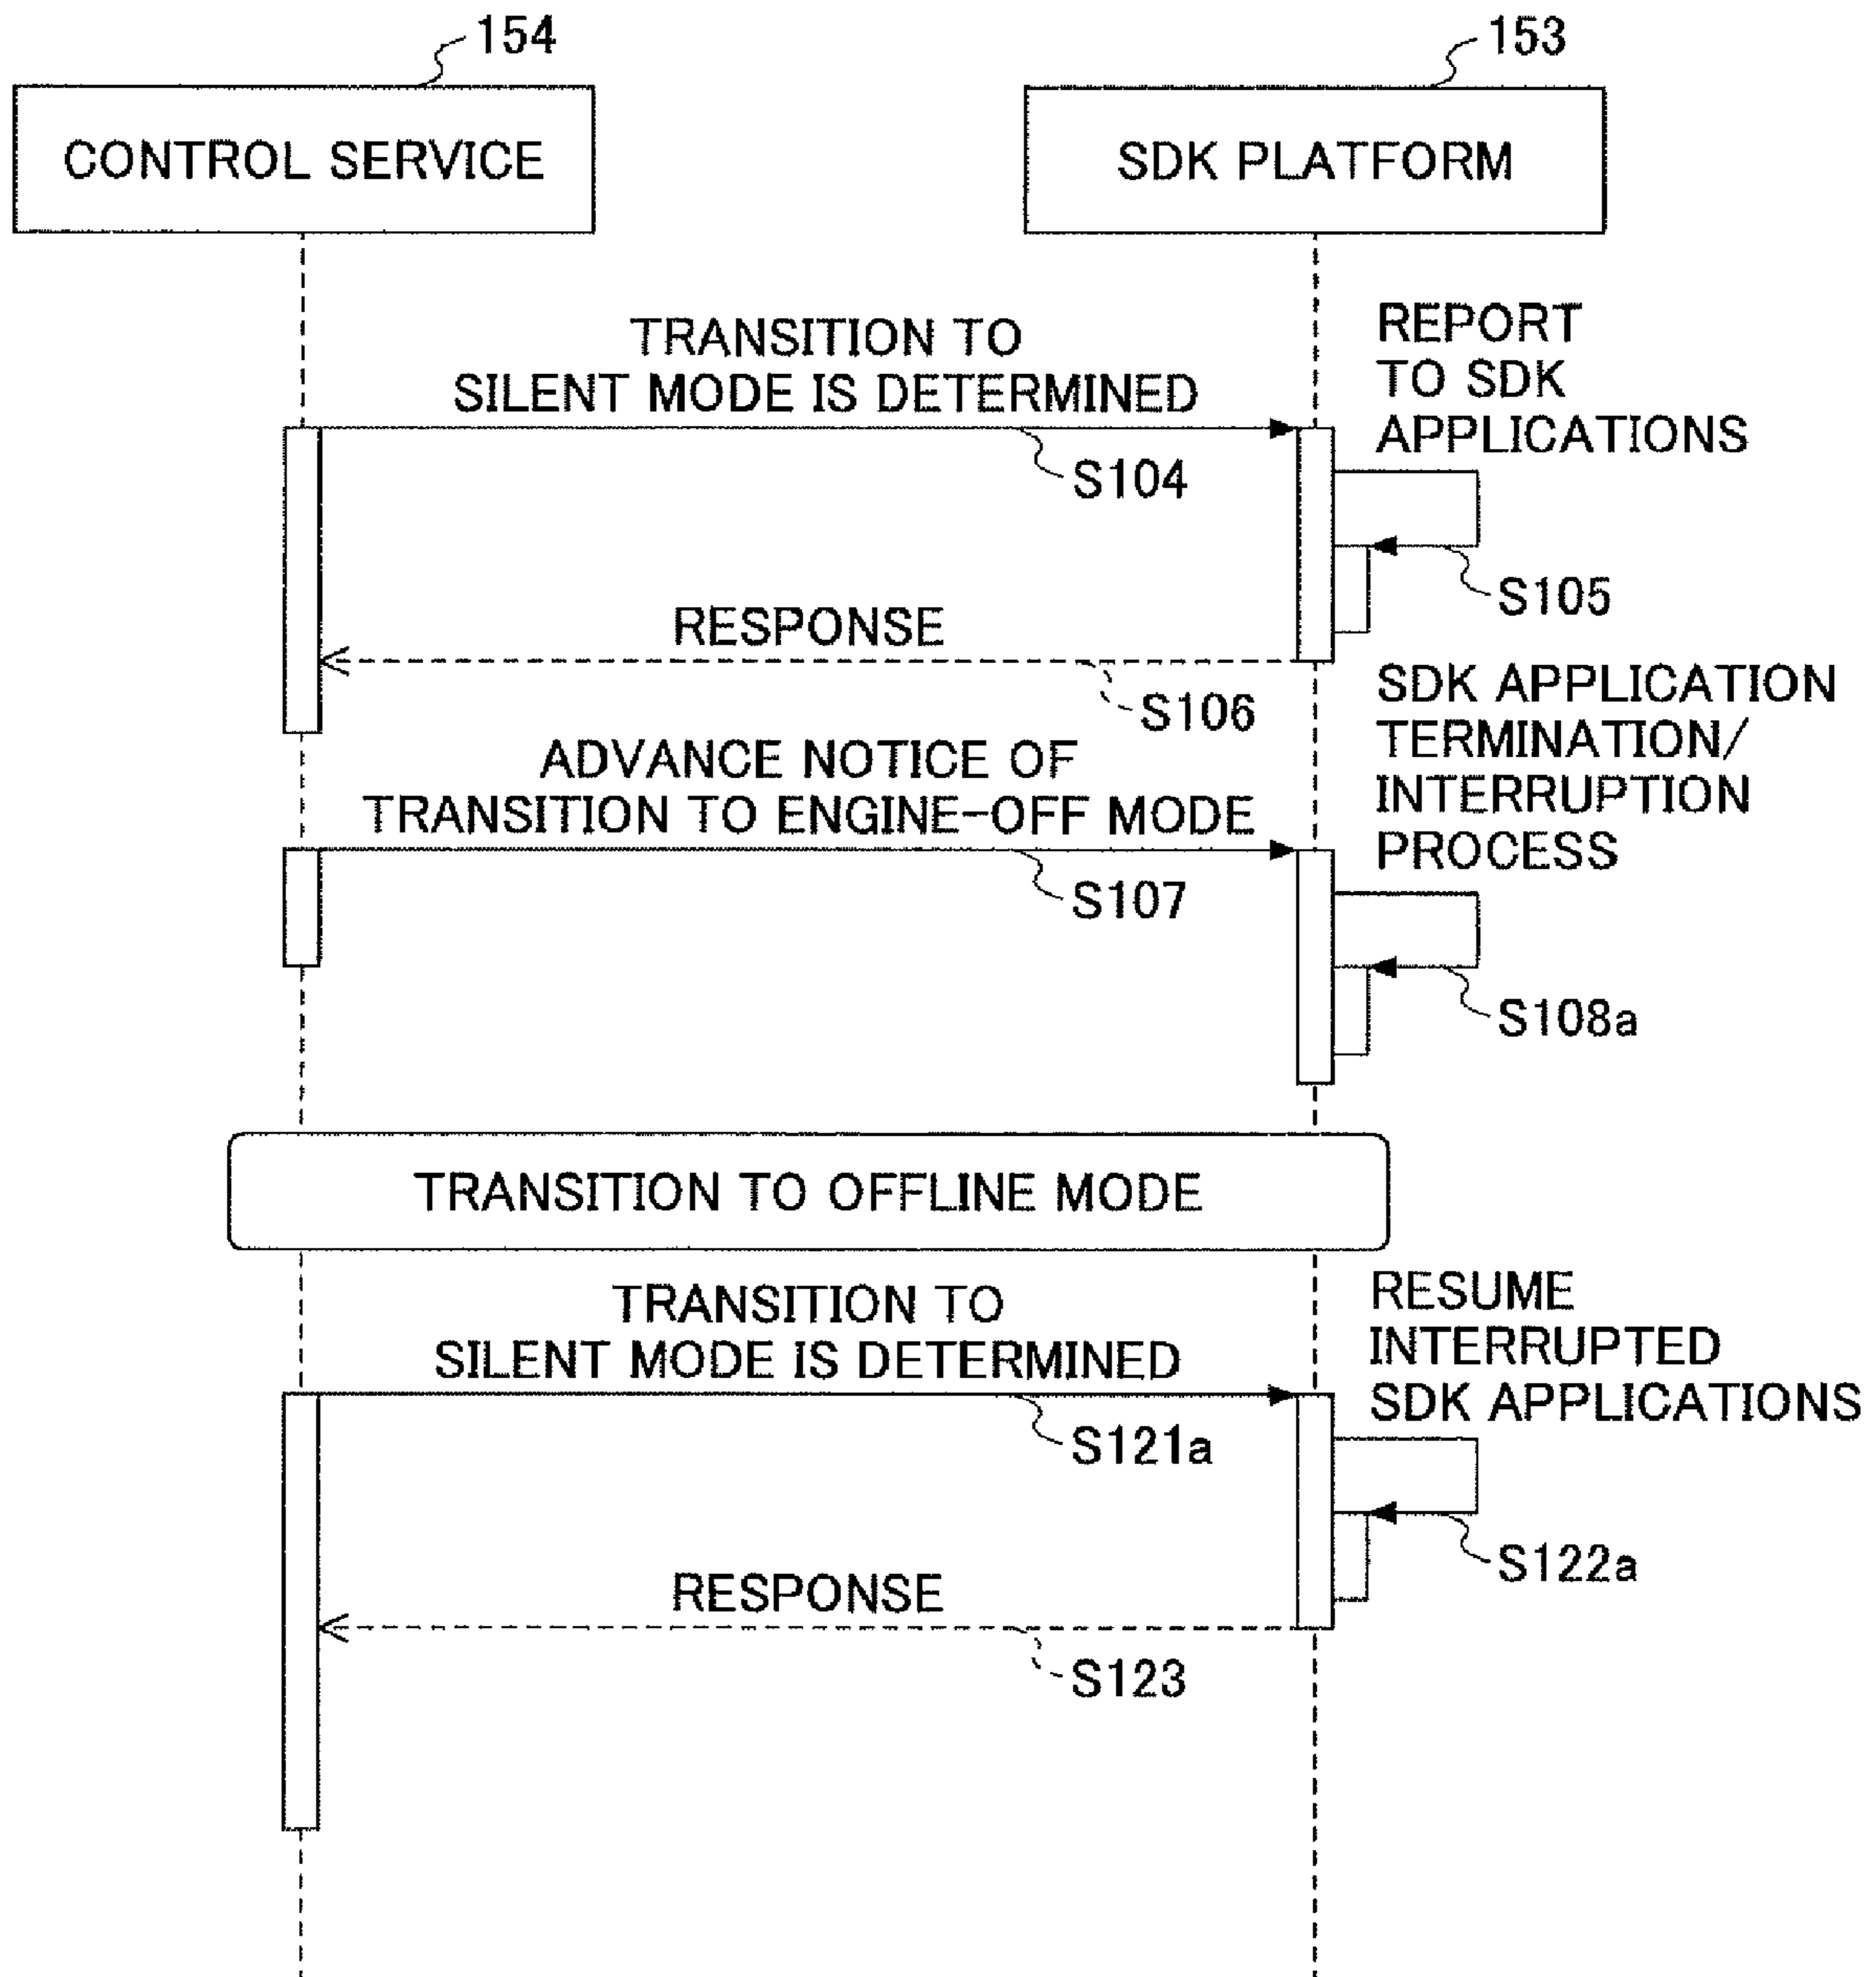 154
153
CONTROL SERVICE
SDK PLATFORM
TRANSITION TO
SILENT MODE IS DETERMINED
REPORT
TO SDK
APPLICATIONS
S104
S105
RESPONSE
S106
SDK APPLICATION
TERMINATION/
INTERRUPTION
PROCESS
ADVANCE NOTICE OF
TRANSITION TO ENGINE-OFF MODE
S107
S108a
TRANSITION TO OFFLINE MODE
TRANSITION TO
SILENT MODE IS DETERMINED
RESUME
INTERRUPTED
SDK APPLICATIONS
S121a
S122a
RESPONSE
S123